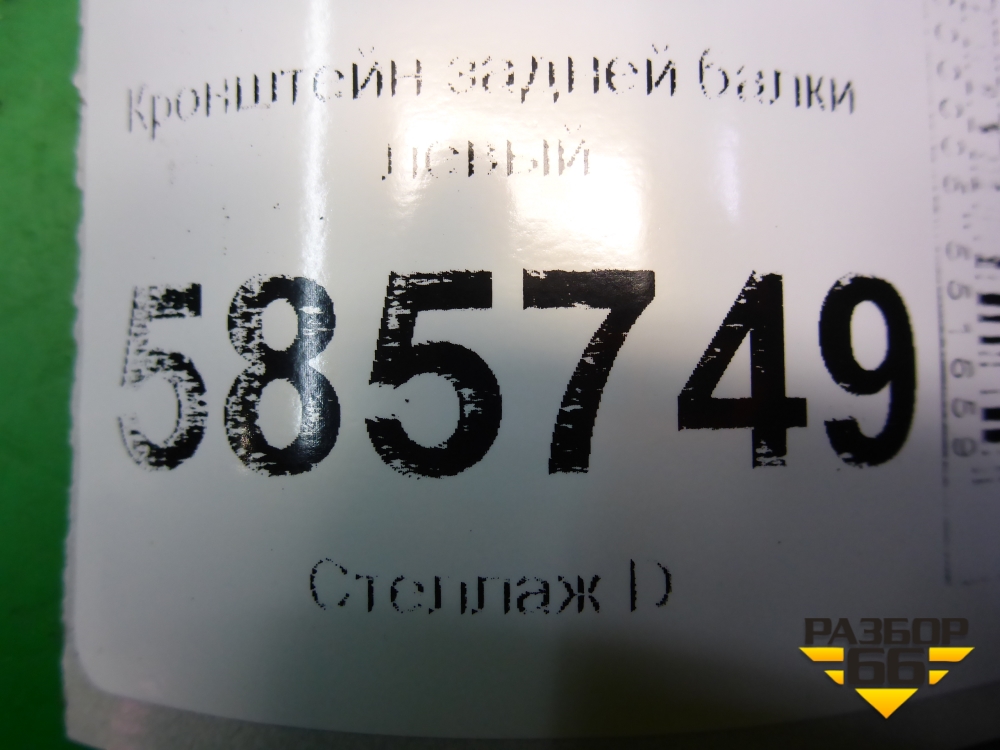 Кронштейн задней балки
левый
585749
Стеллаж D
РАЗБОР
66